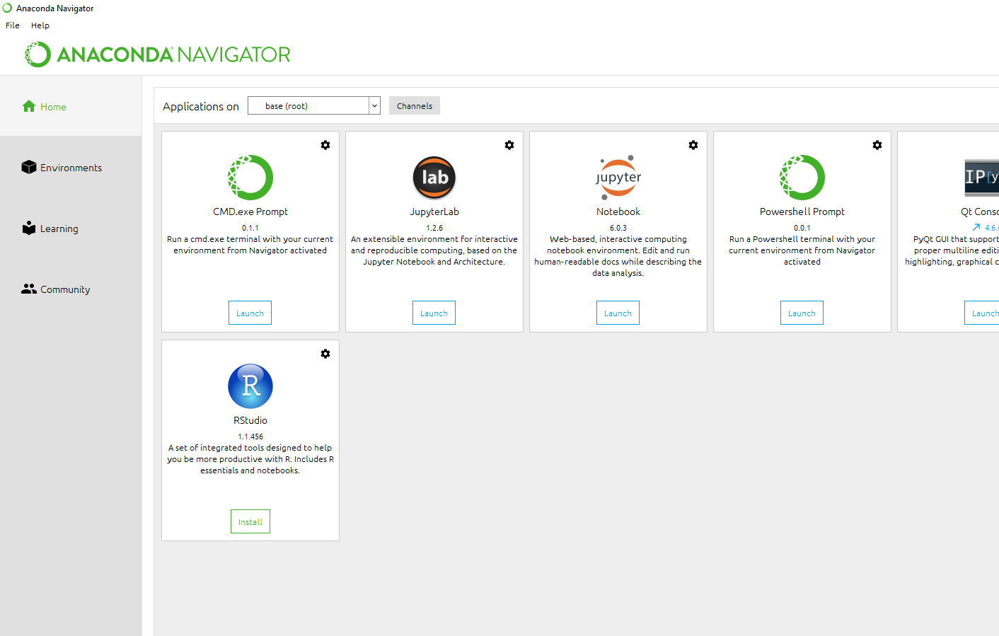 Anaconda Navigator
File Help
ANACONDA NAVIGATOR
Home
Environments
Learning
Community
Applications on base (root) Channels
CMD.exe Prompt
0.1.1
Run a cmd.exe terminal with your current
environment from Navigator activated
Launch
lab
JupyterLab
1.2.6
An extensible environment for interactive
and reproducible computing, based on the
Jupyter Notebook and Architecture.
Launch
jupyter
Notebook
6.0.3
Web-based, interactive computing
notebook environment. Edit and run
human-readable docs while describing the
data analysis.
Launch
Powershell Prompt
0.0.1
Run a Powershell terminal with your
current environment from Navigator
activated
Launch
IP[y
Qt Conso
4.6.0
PyQt GUI that support
proper multiline editi
highlighting, graphical c
Launch
R
RStudio
1.1.456
A set of integrated tools designed to help
you be more productive with R. Includes R
essentials and notebooks.
Install